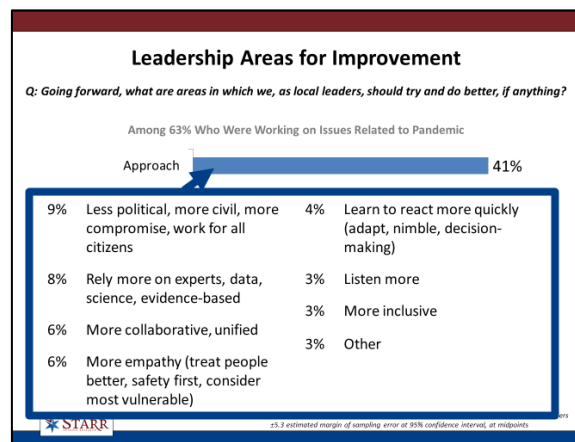 Leadership Areas for Improvement
Q: Going forward, what are areas in which we, as local leaders, should try and do better, if anything?
Among 63% Who Were Working on Issues Related to Pandemic
Approach 41%
9% Less political, more civil, more
compromise, work for all
citizens
8% Rely more on experts, data,
science, evidence-based
6% More collaborative, unified
6% More empathy (treat people
better, safety first, consider
most vulnerable)
4% Learn to react more quickly
(adapt, nimble, decision-
making)
3% Listen more
3% More inclusive
3% Other
STARR
±5.3 estimated margin of sampling error at 95% confidence interval, at midpoints